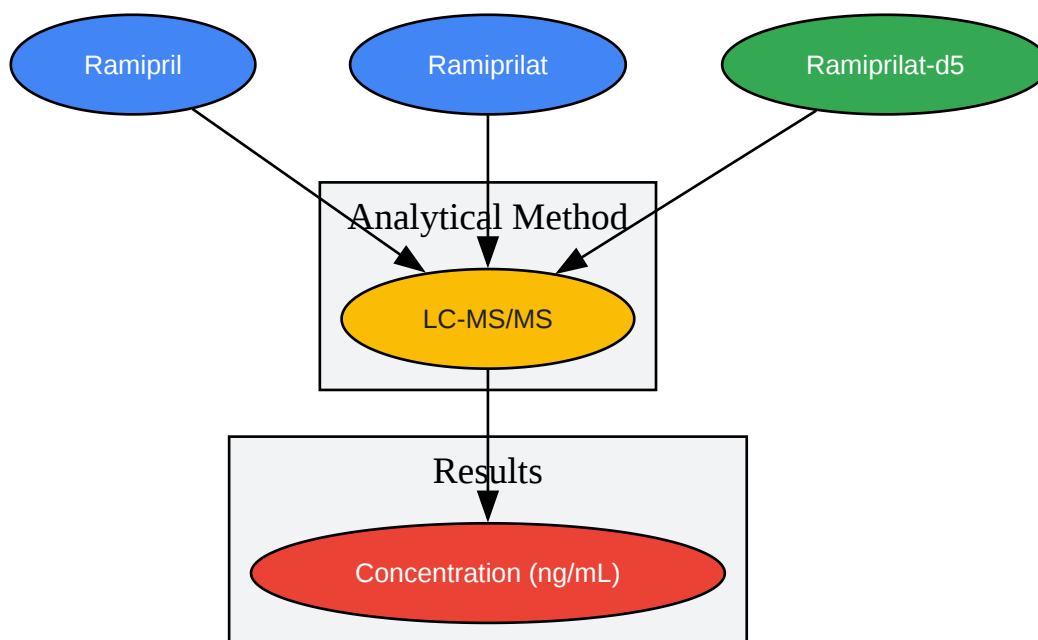 Ramipril
Ramiprilat
Ramiprilat-d5
Analytical Method
LC-MS/MS
Results
Concentration (ng/mL)